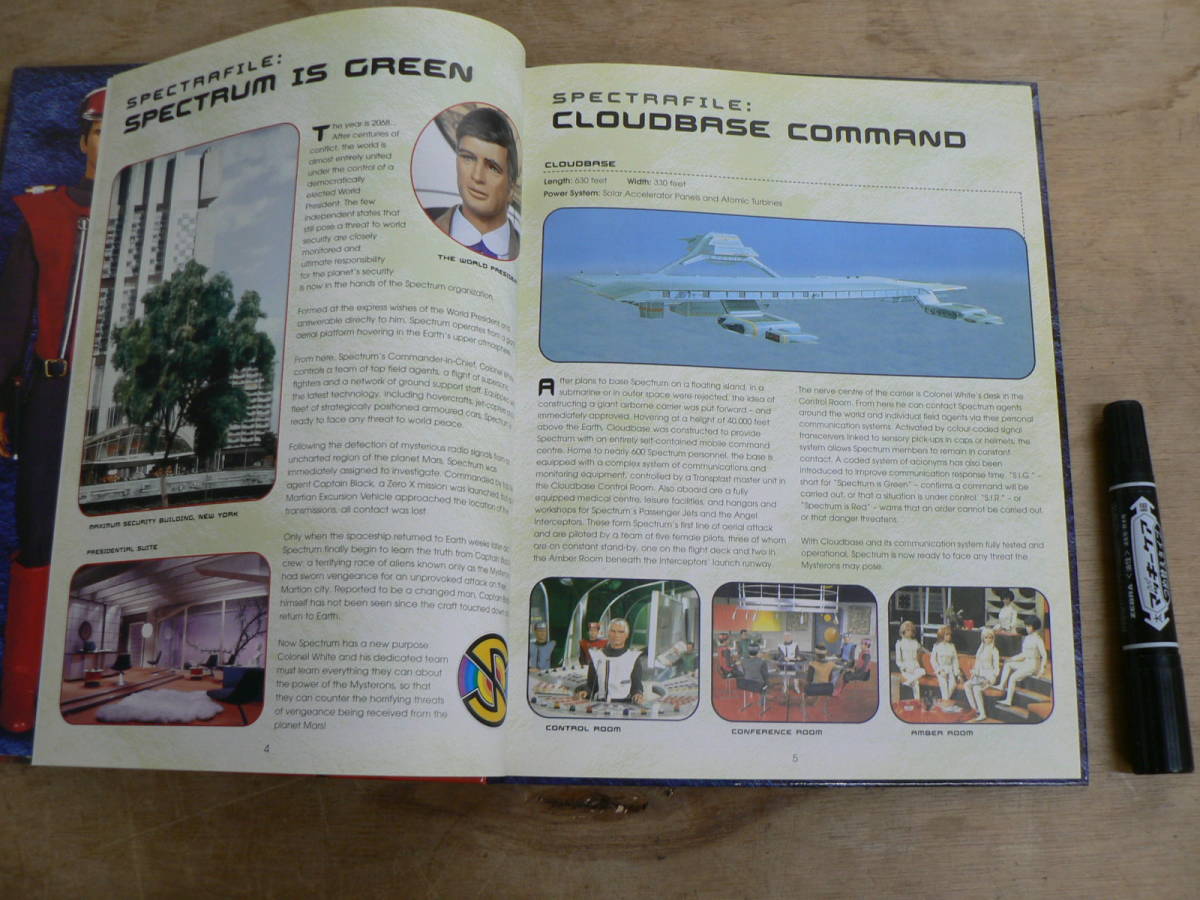 SPECTRAFILE:
SPECTRUM IS GREEN
The year is 2068...
After centuries of
conflict, the world is
almost entirely united
under the control of a
democratically
elected World
President. The few
independent states that
still pose a threat to world
security are closely
monitored and
ultimate responsibility
for the planet's security
is now in the hands of the Spectrum organization.
THE WORLD PRESIDENT
Formed at the express wishes of the World President and
answerable directly to him, Spectrum operates from a giant
aerial platform hovering in the Earth's upper atmosphere.
From here, Spectrum's Commander-In-Chief, Colonel White
controls a team of top field agents, a flight of supersonic
fighters and a network of ground support staff. Equipped with
the latest technology, including hovercrafts, jet-copters and a
fleet of strategically positioned armoured cars, Spectrum is
ready to face any threat to world peace.
Following the detection of mysterious radio signals from an
uncharted region of the planet Mars, Spectrum was
immediately assigned to investigate. Commanded by
agent Captain Black, a Zero X mission was launched, but
Martian Excursion Vehicle approached the location of the
transmissions, all contact was lost.
Only when the spaceship returned to Earth weeks later
Spectrum finally begin to learn the truth from Captain Black's
crew: a terrifying race of aliens known only as the Mysterons
had sworn vengeance for an unprovoked attack on their
Martian city. Reported to be a changed man, Captain Black
himself has not been seen since the craft touched down
return to Earth.
Now Spectrum has a new purpose.
Colonel White and his dedicated team
must learn everything they can about
the power of the Mysterons, so that
they can counter the horrifying threats
of vengeance being received from the
planet Mars!
MAXIMUM SECURITY BUILDING, NEW YORK
PRESIDENTIAL SUITE
4
SPECTRAFILE:
CLOUDBASE COMMAND
CLOUDBASE
Length: 630 feet Width: 330 feet
Power System: Solar Accelerator Panels and Atomic Turbines
After plans to base Spectrum on a floating island, in a
submarine or in outer space were rejected, the idea of
constructing a giant airborne carrier was put forward – and
immediately approved. Hovering at a height of 40,000 feet
above the Earth, Cloudbase was constructed to provide
Spectrum with an entirely self-contained mobile command
centre. Home to nearly 600 Spectrum personnel, the base is
equipped with a complex system of communications and
monitoring equipment, controlled by a Transplast master unit in
the Cloudbase Control Room. Also aboard are a fully
equipped medical centre, leisure facilities, and hangars and
workshops for Spectrum's Passenger Jets and the Angel
Interceptors. These form Spectrum's first line of aerial attack
and are piloted by a team of five female pilots, three of whom
are on constant stand-by, one on the flight deck and two in
the Amber Room beneath the Interceptors' launch runway.
The nerve centre of the carrier is Colonel White's desk in the
Control Room. From here he can contact Spectrum agents
around the world and individual field agents via their personal
communication systems. Activated by colour-coded signal
transceivers linked to sensory pick-ups in caps or helmets, the
system allows Spectrum members to remain in constant
contact. A coded system of acronyms has also been
introduced to improve communication response time. "S.I.G." –
short for "Spectrum is Green" – confirms a command will be
carried out, or that a situation is under control. "S.I.R." – or
"Spectrum is Red" – warns that an order cannot be carried out
or that danger threatens.
With Cloudbase and its communication system fully tested and
operational, Spectrum is now ready to face any threat the
Mysterons may pose.
CONTROL ROOM
CONFERENCE ROOM
AMBER ROOM
5
ZEBRA
マッキーケア